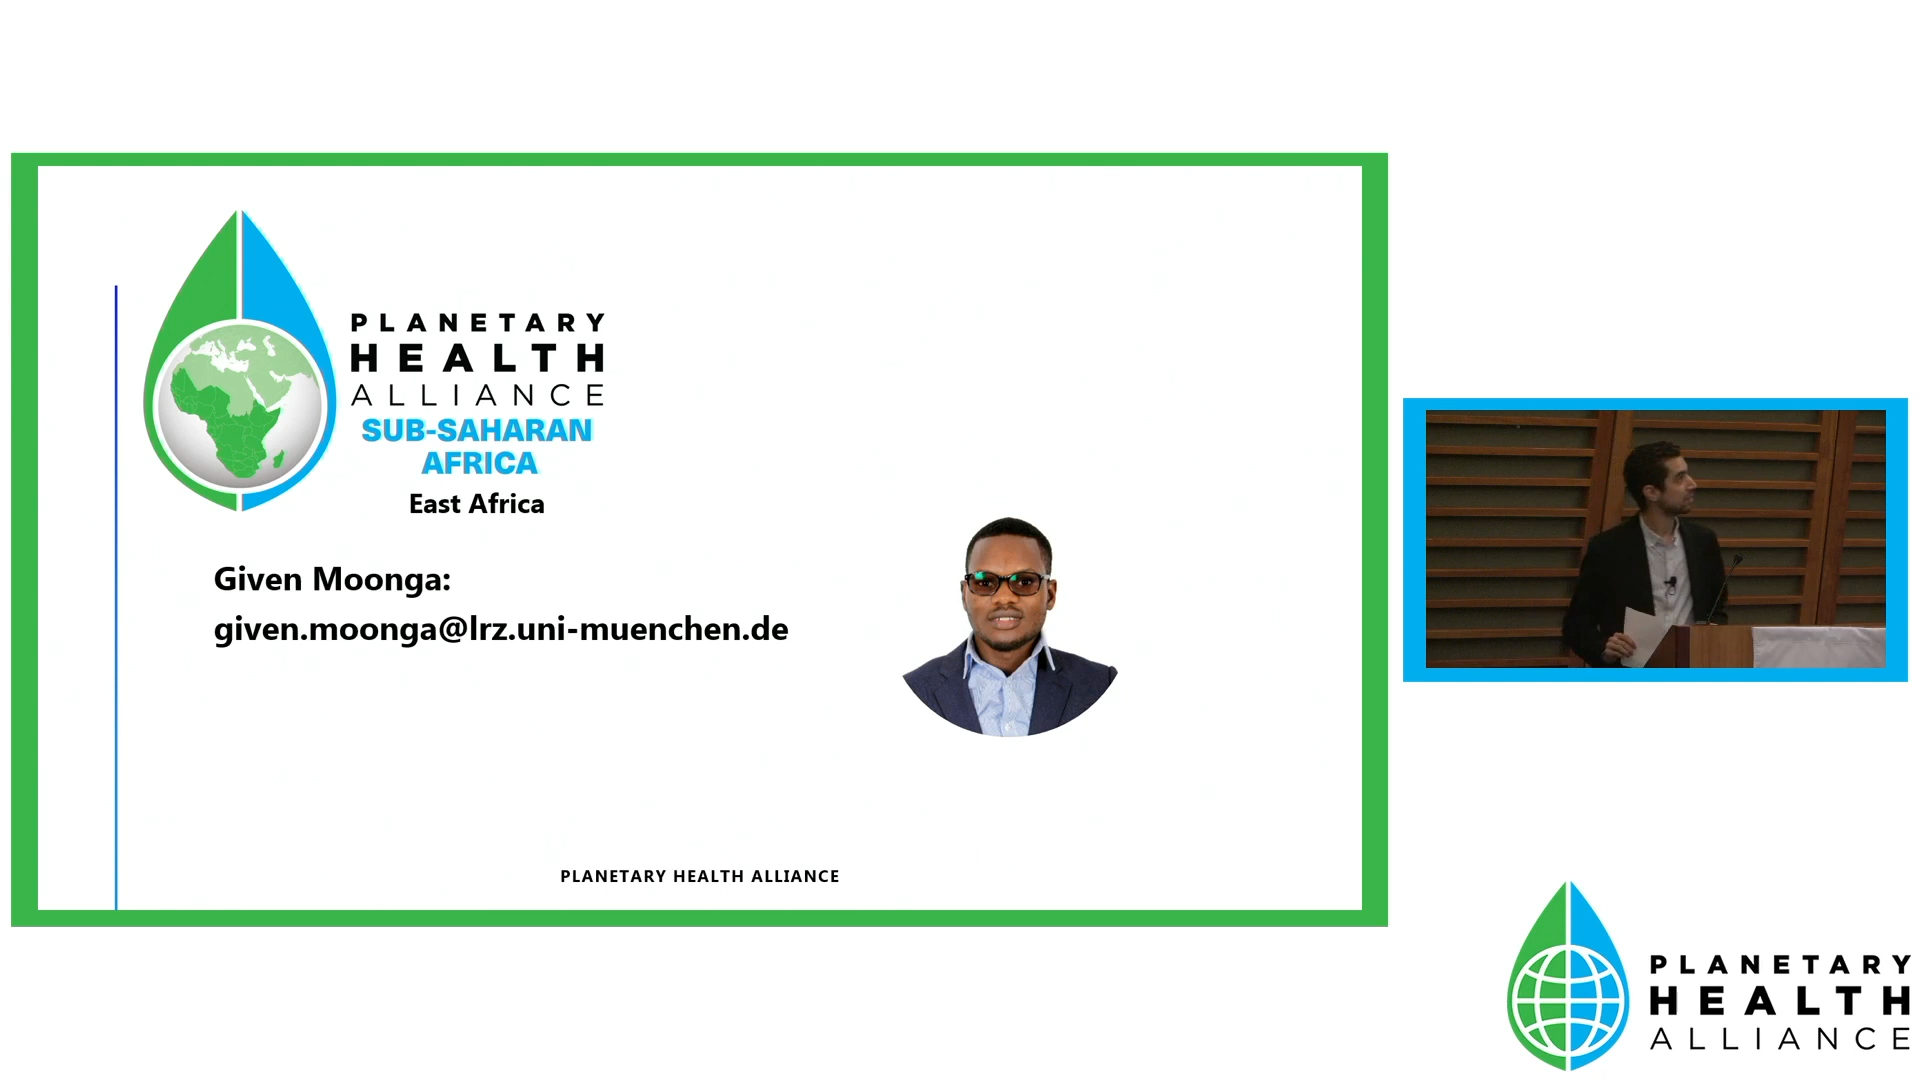 PLANETARY
HEALTH
ALLIANCE
SUB-SAHARAN
AFRICA
East Africa
Given Moonga:
given.moonga@lrz.uni-muenchen.de
PLANETARY HEALTH ALLIANCE
PLANETARY
HEALTH
ALLIANCE